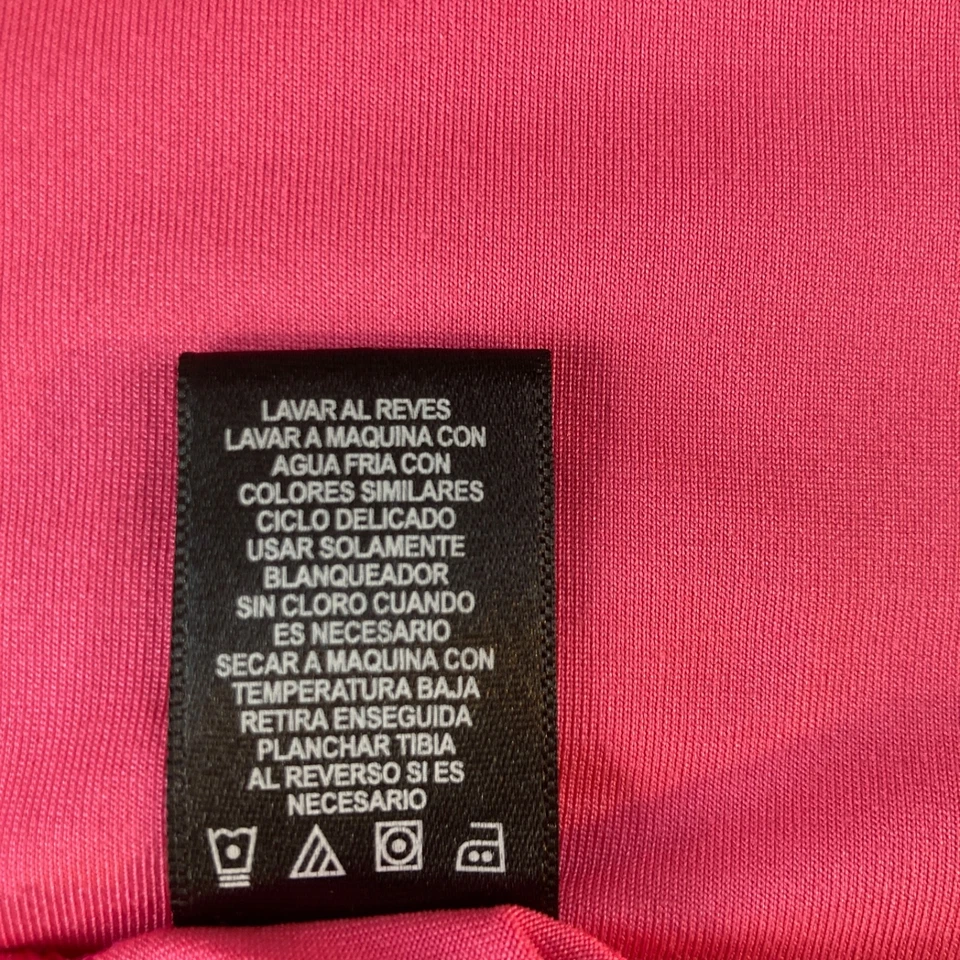 LAVAR AL REVES
LAVAR A MAQUINA CON
AGUA FRIA CON
COLORES SIMILARES
CICLO DELICADO
USAR SOLAMENTE
BLANQUEADOR
SIN CLORO CUANDO
ES NECESARIO
SECAR A MAQUINA CON
TEMPERATURA BAJA
RETIRA ENSEGUIDA
PLANCHAR TIBIA
AL REVERSO SI ES
NECESARIO